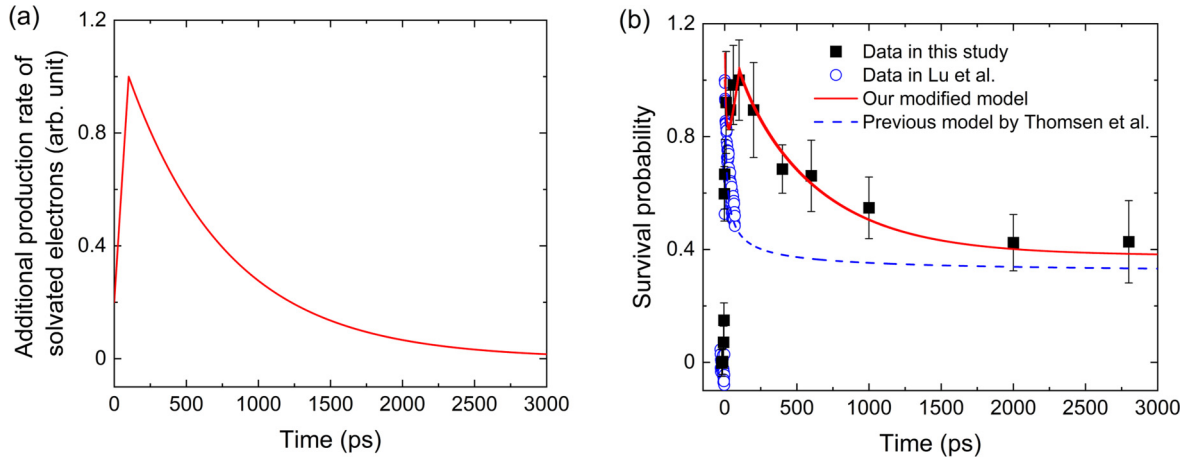 (a)
Additional production rate of
solvated electrons (arb. unit)
1.2
0.8
0.4
0
0
500
1000
1500
2000
2500
3000
Time (ps)
(b)
Survival probability
1.2
0.8
0.4
0
Data in this study
Data in Lu et al.
Our modified model
Previous model by Thomsen et al.
0
500
1000
1500
2000
2500
3000
Time (ps)